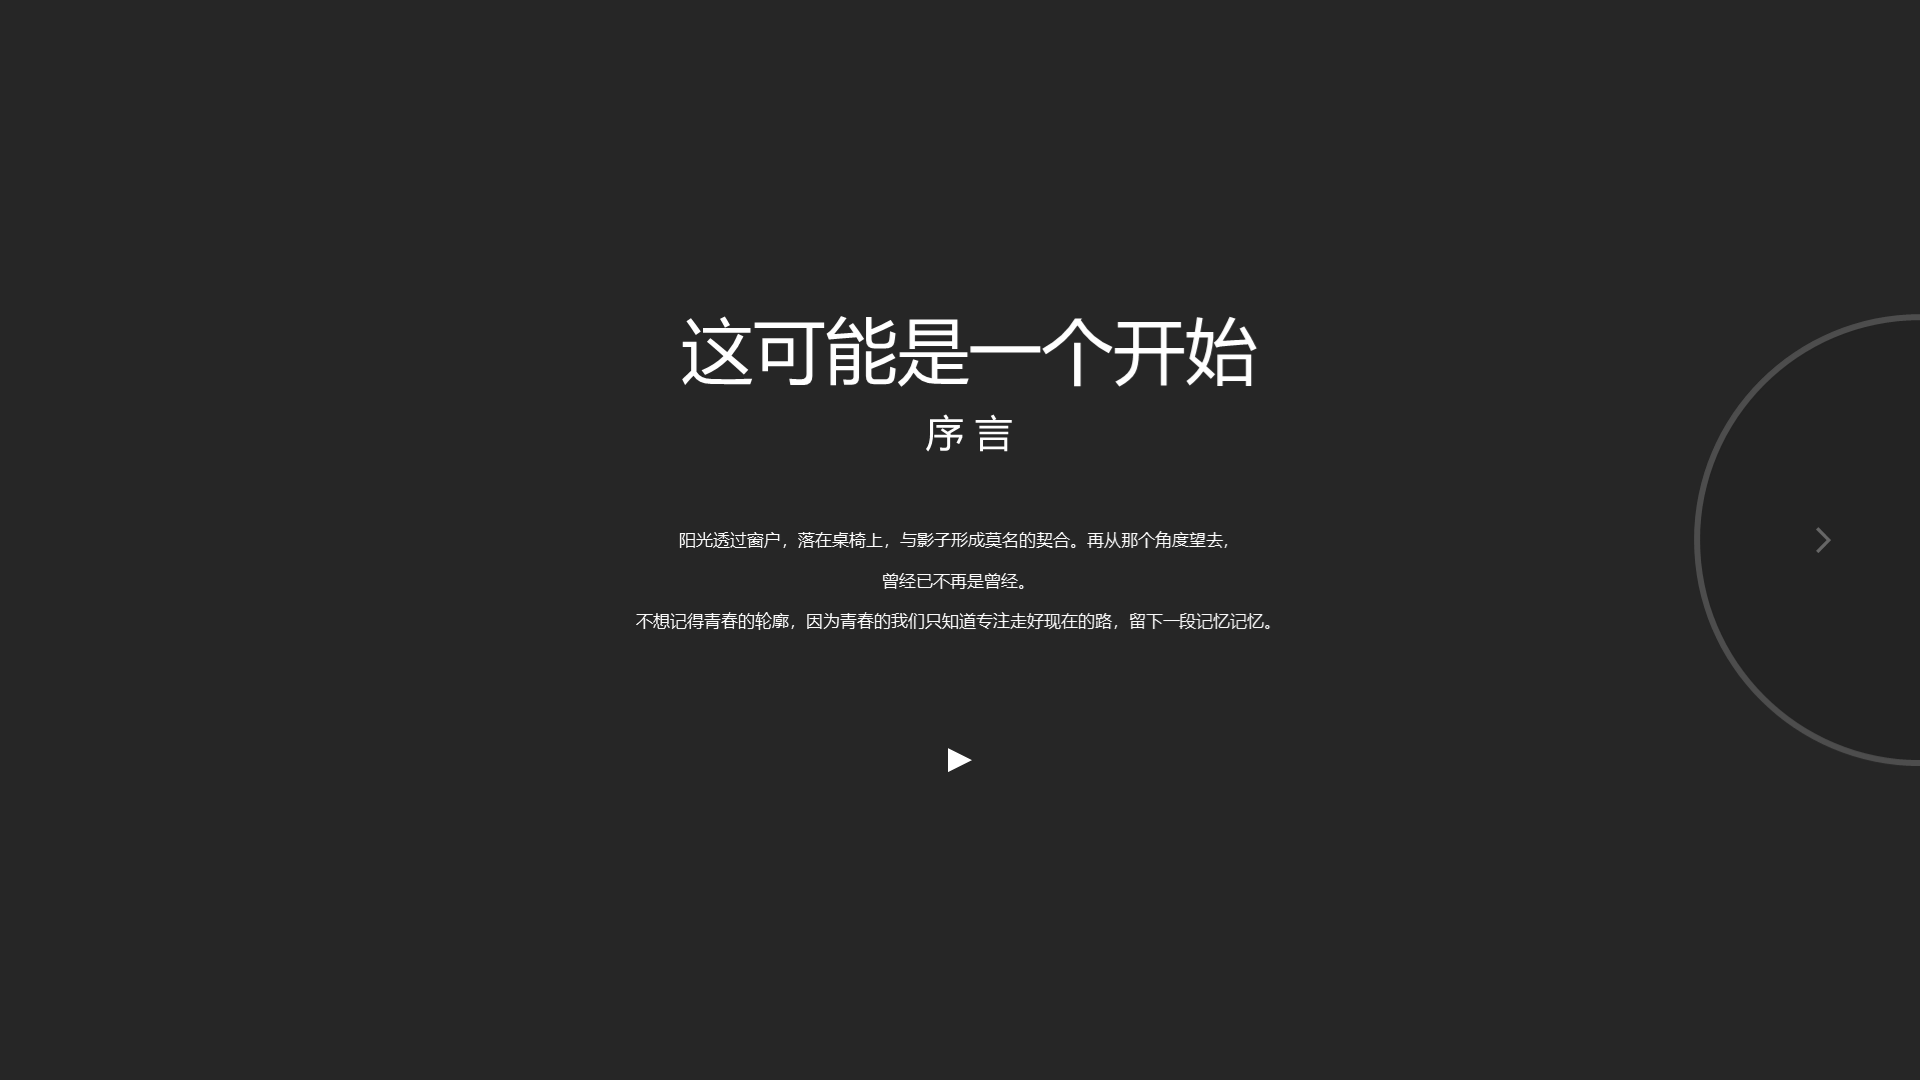 这可能是一个开始
序 言
阳光透过窗户，落在桌椅上，与影子形成莫名的契合。再从那个角度望去，
曾经已不再是曾经。
不想记得青春的轮廓，因为青春的我们只知道专注走好现在的路，留下一段记忆记忆。